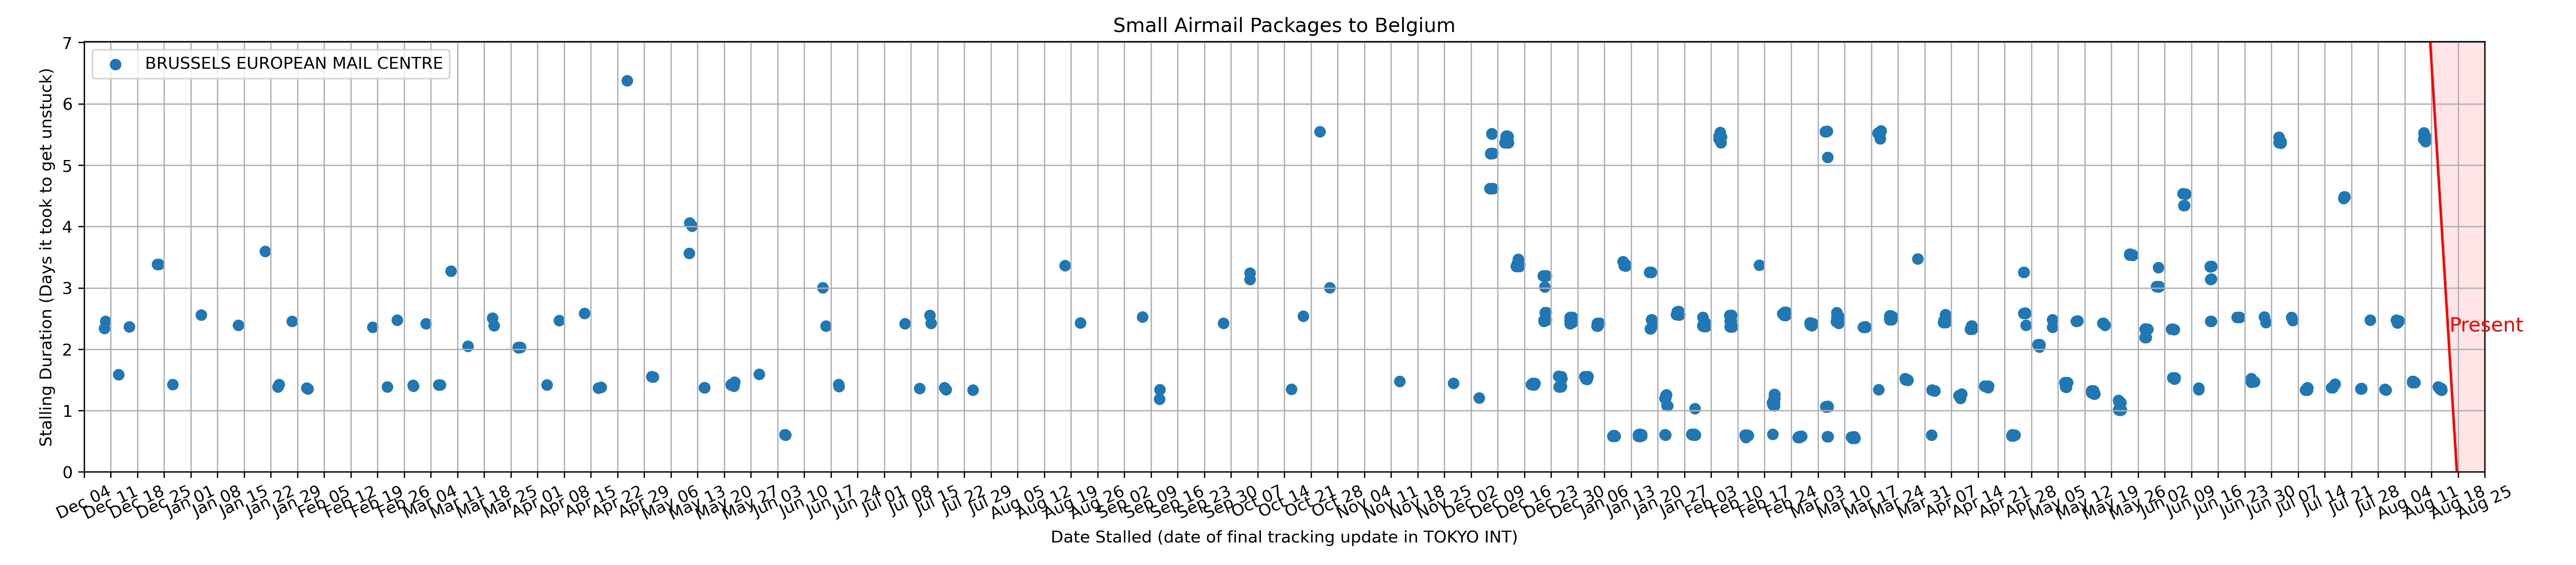 Small Airmail Packages to Belgium
BRUSSELS EUROPEAN MAIL CENTRE
Stalling Duration (Days it took to get unstuck)
7
6
5
4
3
2
1
0
Present
Dec 04
Dec 11
Dec 18
Dec 25
Jan 01
Jan 08
Jan 15
Jan 22
Jan 29
Feb 05
Feb 12
Feb 19
Feb 26
Mar 04
Mar 11
Mar 18
Mar 25
Apr 01
Apr 08
Apr 15
Apr 22
Apr 29
May 06
May 13
May 20
May 27
Jun 03
Jun 10
Jun 17
Jun 24
Jul 01
Jul 08
Jul 15
Jul 22
Jul 29
Aug 05
Aug 12
Aug 19
Aug 26
Sep 02
Sep 09
Sep 16
Sep 23
Sep 30
Oct 07
Oct 14
Oct 21
Oct 28
Nov 04
Nov 11
Nov 18
Nov 25
Dec 02
Dec 09
Dec 16
Dec 23
Dec 30
Jan 06
Jan 13
Jan 20
Jan 27
Feb 03
Feb 10
Feb 17
Feb 24
Mar 03
Mar 10
Mar 17
Mar 24
Mar 31
Apr 07
Apr 14
Apr 21
Apr 28
May 05
May 12
May 19
May 26
Jun 02
Jun 09
Jun 16
Jun 23
Jun 30
Jul 07
Jul 14
Jul 21
Jul 28
Aug 04
Aug 11
Aug 18
Aug 25
Date Stalled (date of final tracking update in TOKYO INT)